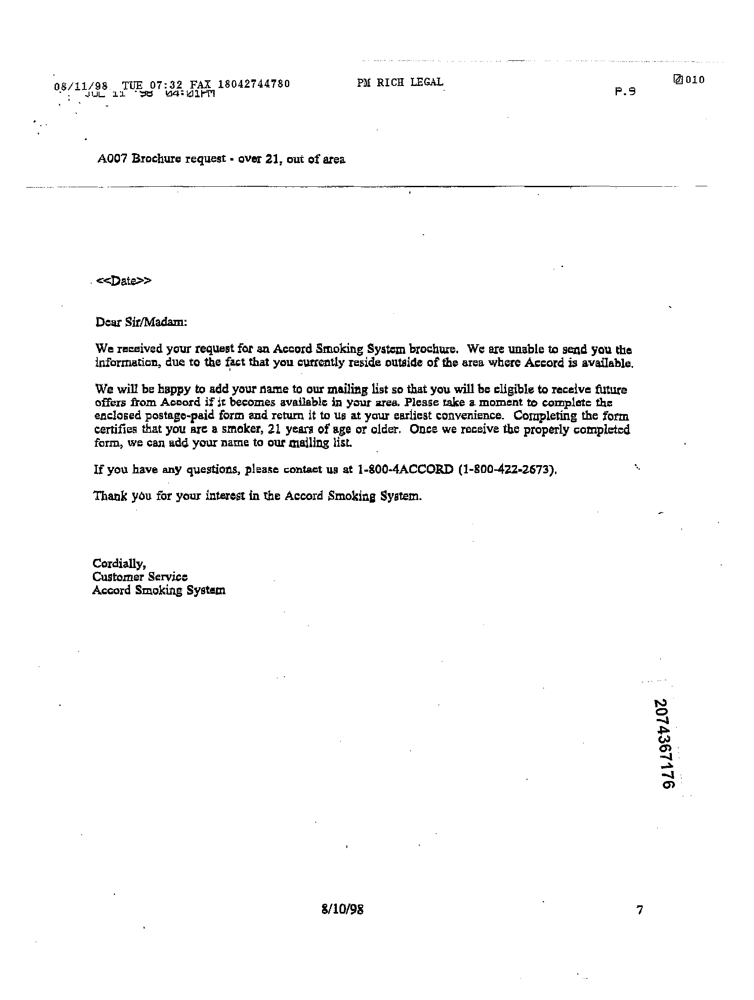 08/11/98 TUE 07:32 FAX 18042744780 PM RICH LEGAL 010
JUL 11 '98 04:01PM P.9
A007 Brochure request - over 21, out of area
<<Date>>
Dear Sir/Madam:
We received your request for an Accord Smoking System brochure. We are unable to send you the
information, due to the fact that you currently reside outside of the area where Accord is available.
We will be happy to add your name to our mailing list so that you will be eligible to receive future
offers from Accord if it becomes available in your area. Please take a moment to complete the
enclosed postage-paid form and return it to us at your earliest convenience. Completing the form
certifies that you are a smoker, 21 years of age or older. Once we receive the properly completed
form, we can add your name to our mailing list.
If you have any questions, please contact us at 1-800-4ACCORD (1-800-422-2673).
Thank you for your interest in the Accord Smoking System.
Cordially,
Customer Service
Accord Smoking System
2074367176
8/10/98 7